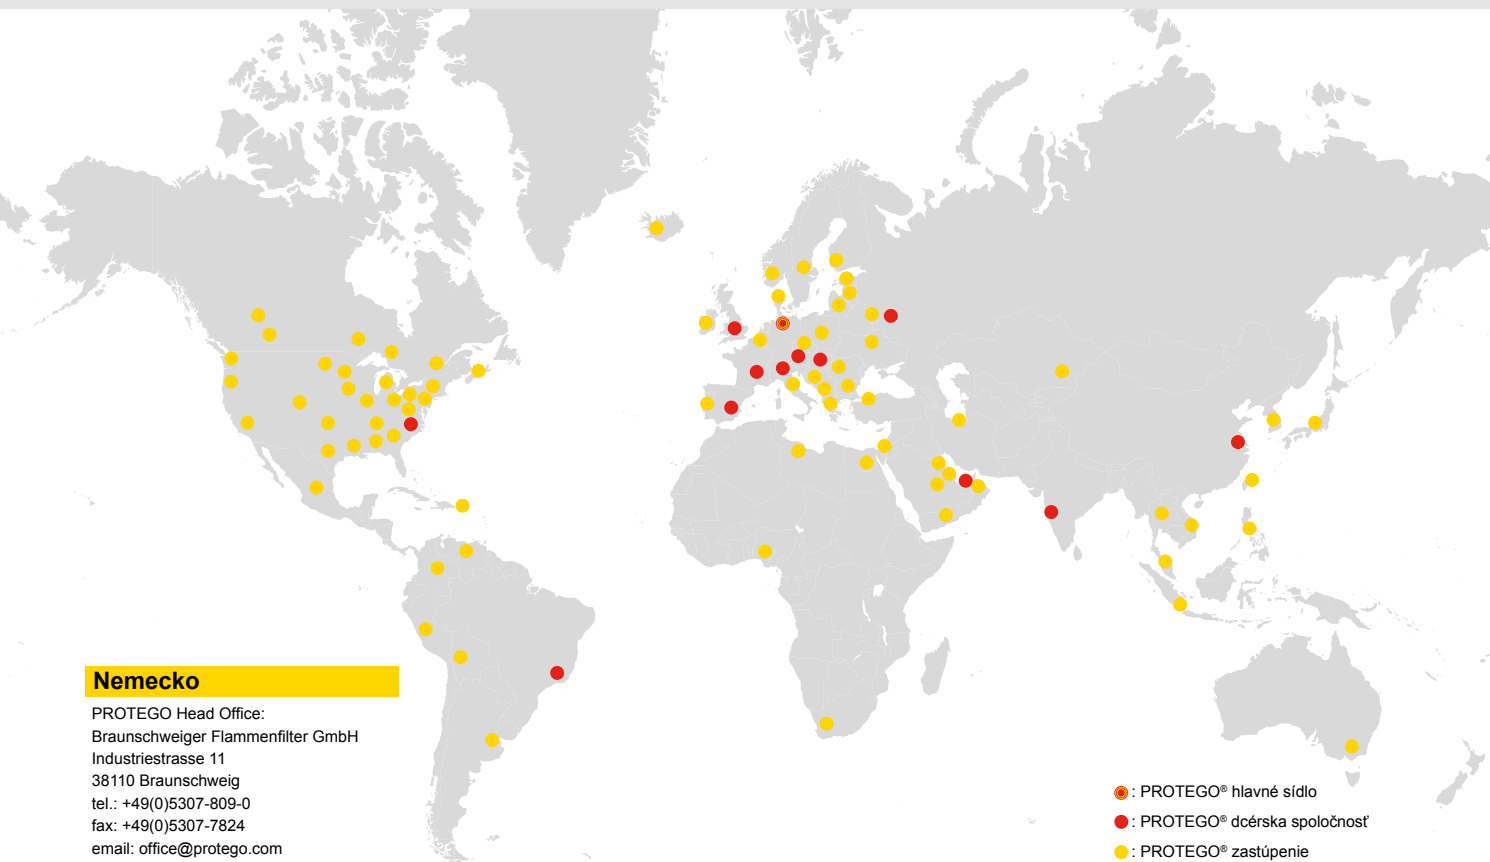 Nemecko
PROTEGO Head Office:
Braunschweiger Flammenfilter GmbH
Industriestrasse 11
38110 Braunschweig
tel.: +49(0)5307-809-0
fax: +49(0)5307-7824
email: office@protego.com
: PROTEGO® hlavné sídlo
: PROTEGO® dcérska spoločnosť
: PROTEGO® zastúpenie